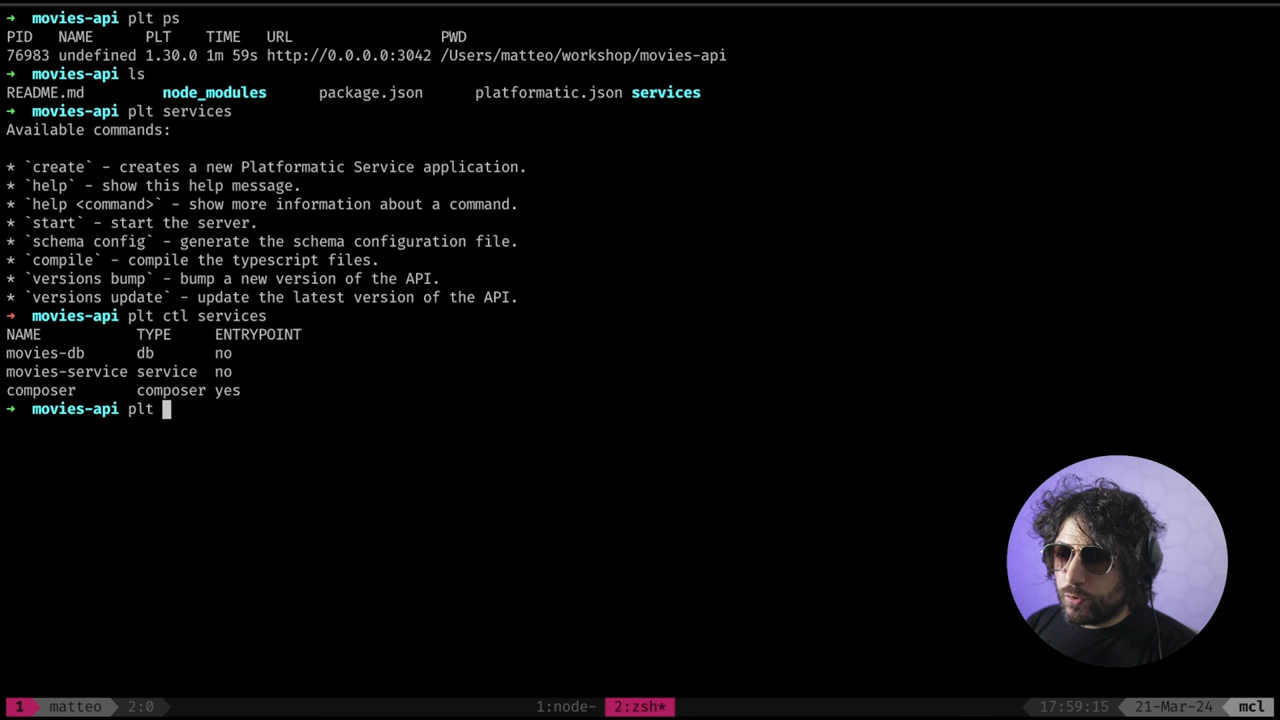 ➜  movies-api plt ps
PID   NAME      PLT    TIME   URL                 PWD
76983 undefined 1.30.0 1m 59s http://0.0.0.0:3042 /Users/matteo/workshop/movies-api
➜  movies-api ls
README.md         node_modules      package.json      platformatic.json services
➜  movies-api plt services
Available commands:
* `create` - creates a new Platformatic Service application.
* `help` - show this help message.
* `help <command>` - show more information about a command.
* `start` - start the server.
* `schema config` - generate the schema configuration file.
* `compile` - compile the typescript files.
* `versions bump` - bump a new version of the API.
* `versions update` - update the latest version of the API.
➜  movies-api plt ctl services
NAME           TYPE     ENTRYPOINT
movies-db      db       no
movies-service service  no
composer       composer yes
➜  movies-api plt
1 matteo 2:0 1:node- 2:zsh* 17:59:15 21-Mar-24 mcl